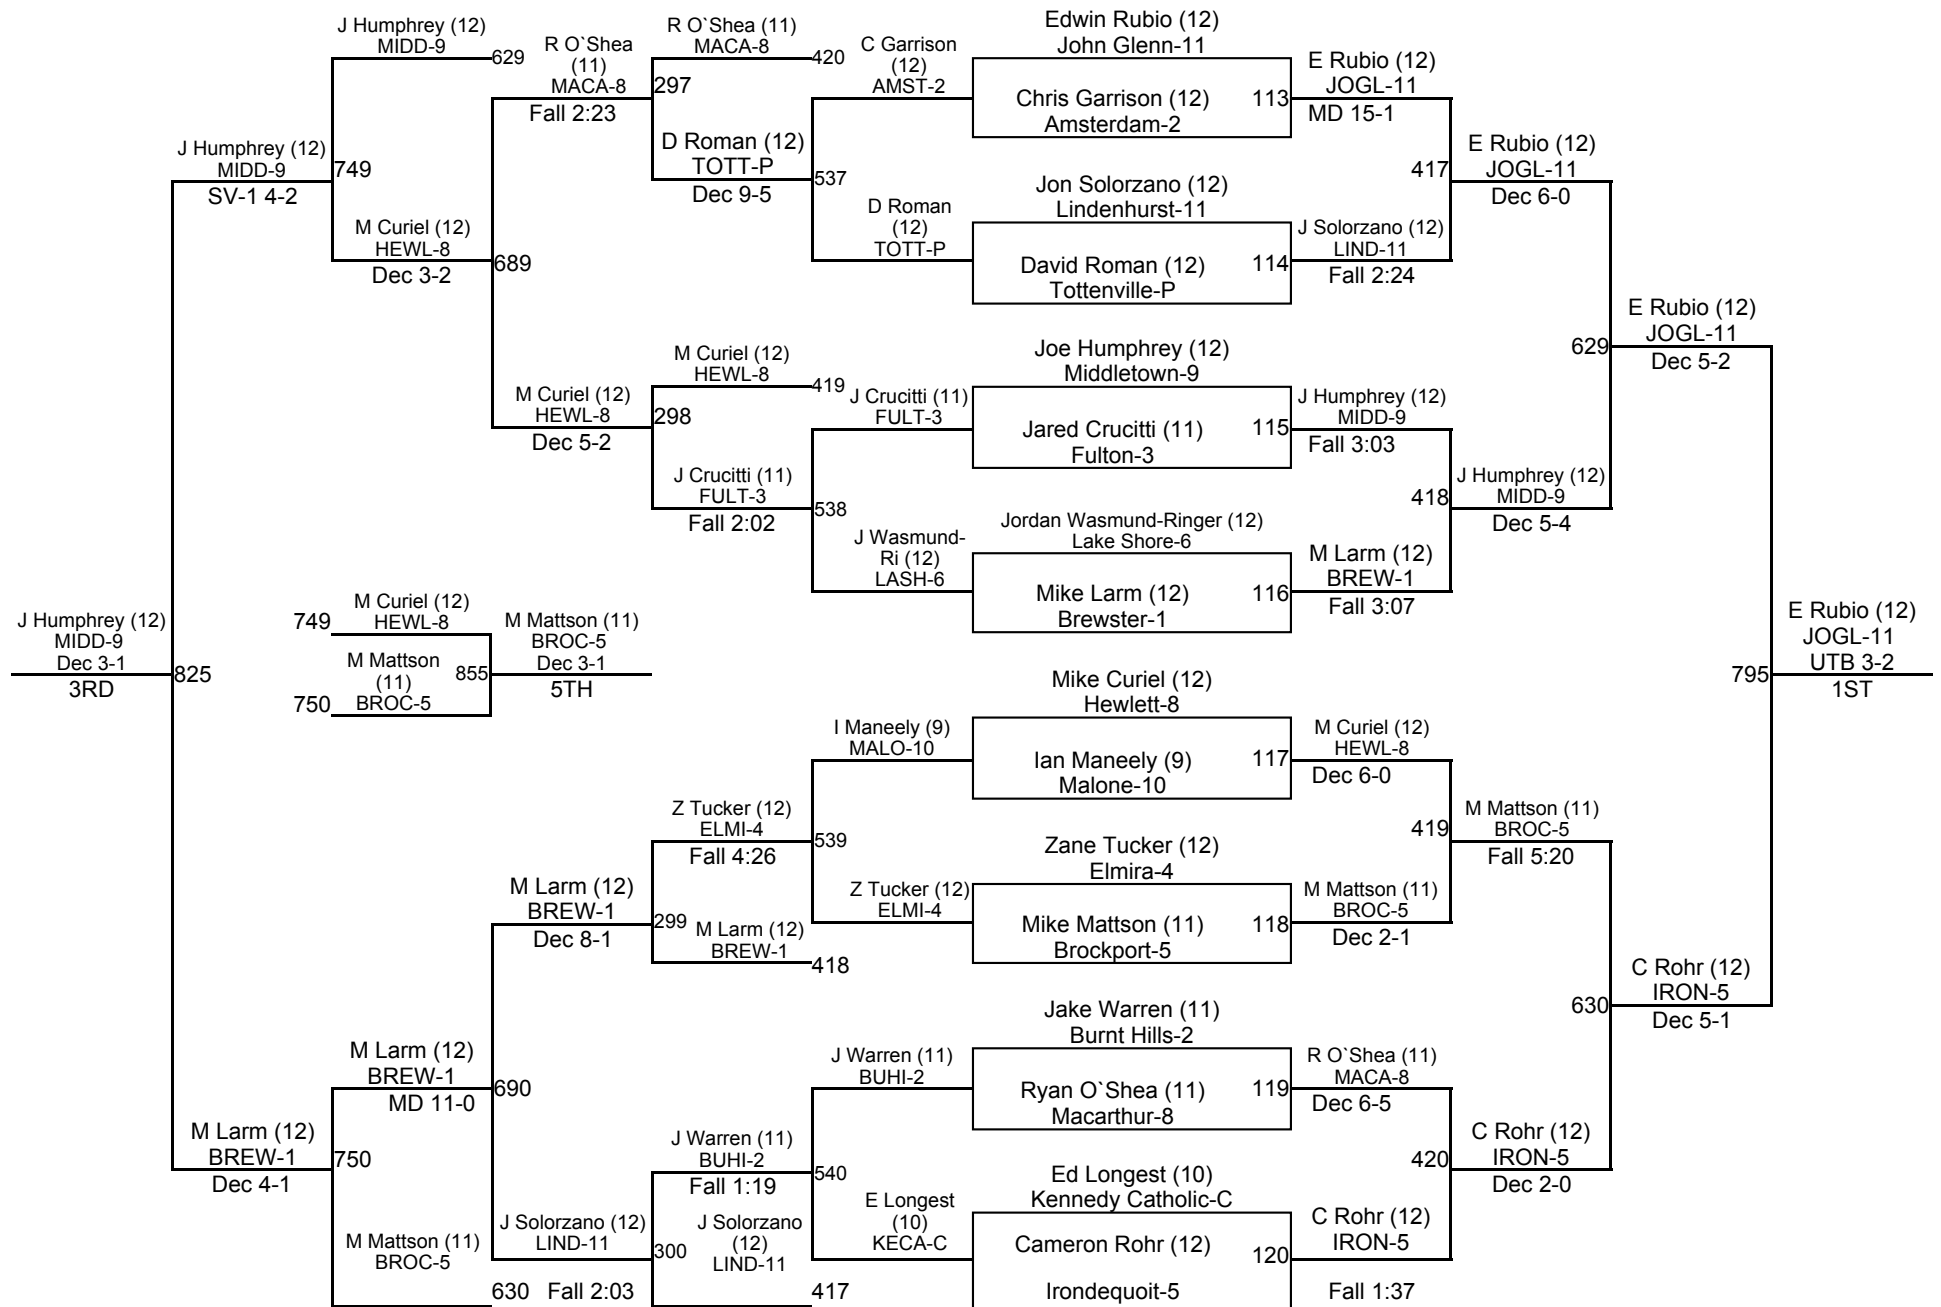 J Humphrey (12)
MIDD-9
629
R O`Shea
(11)
MACA-8
Fall 2:23
R O`Shea (11)
MACA-8
420
297
D Roman (12)
TOTT-P
Dec 9-5
C Garrison
(12)
AMST-2
537
D Roman
(12)
TOTT-P
Edwin Rubio (12)
John Glenn-11
Chris Garrison (12)
Amsterdam-2
113
E Rubio (12)
JOGL-11
MD 15-1
Jon Solorzano (12)
Lindenhurst-11
David Roman (12)
Tottenville-P
114
J Solorzano (12)
LIND-11
Fall 2:24
417
E Rubio (12)
JOGL-11
Dec 6-0
J Humphrey (12)
MIDD-9
SV-1 4-2
749
M Curiel (12)
HEWL-8
Dec 3-2
689
M Curiel (12)
HEWL-8
Dec 5-2
M Curiel (12)
HEWL-8
419
298
J Crucitti (11)
FULT-3
Fall 2:02
J Crucitti (11)
FULT-3
538
J Wasmund-
Ri (12)
LASH-6
Joe Humphrey (12)
Middletown-9
Jared Crucitti (11)
Fulton-3
115
J Humphrey (12)
MIDD-9
Fall 3:03
Jordan Wasmund-Ringer (12)
Lake Shore-6
Mike Larm (12)
Brewster-1
116
M Larm (12)
BREW-1
Fall 3:07
418
J Humphrey (12)
MIDD-9
Dec 5-4
629
E Rubio (12)
JOGL-11
Dec 5-2
J Humphrey (12)
MIDD-9
Dec 3-1
3RD
825
749
M Curiel (12)
HEWL-8
M Mattson
(11)
BROC-5
750
855
M Mattson (11)
BROC-5
Dec 3-1
5TH
795
E Rubio (12)
JOGL-11
UTB 3-2
1ST
I Maneely (9)
MALO-10
Z Tucker (12)
ELMI-4
Fall 4:26
539
Z Tucker (12)
ELMI-4
M Larm (12)
BREW-1
Dec 8-1
299
M Larm (12)
BREW-1
418
Mike Curiel (12)
Hewlett-8
Ian Maneely (9)
Malone-10
117
M Curiel (12)
HEWL-8
Dec 6-0
Zane Tucker (12)
Elmira-4
Mike Mattson (11)
Brockport-5
118
M Mattson (11)
BROC-5
Dec 2-1
419
M Mattson (11)
BROC-5
Fall 5:20
630
C Rohr (12)
IRON-5
Dec 5-1
M Larm (12)
BREW-1
MD 11-0
690
M Larm (12)
BREW-1
Dec 4-1
750
M Mattson (11)
BROC-5
630
J Solorzano (12)
LIND-11
Fall 2:03
J Warren (11)
BUHI-2
Fall 1:19
300
J Solorzano
(12)
LIND-11
417
J Warren (11)
BUHI-2
540
E Longest
(10)
KECA-C
Jake Warren (11)
Burnt Hills-2
Ryan O`Shea (11)
Macarthur-8
119
R O`Shea (11)
MACA-8
Dec 6-5
Ed Longest (10)
Kennedy Catholic-C
Cameron Rohr (12)
Irondequoit-5
120
C Rohr (12)
IRON-5
Fall 1:37
420
C Rohr (12)
IRON-5
Dec 2-0